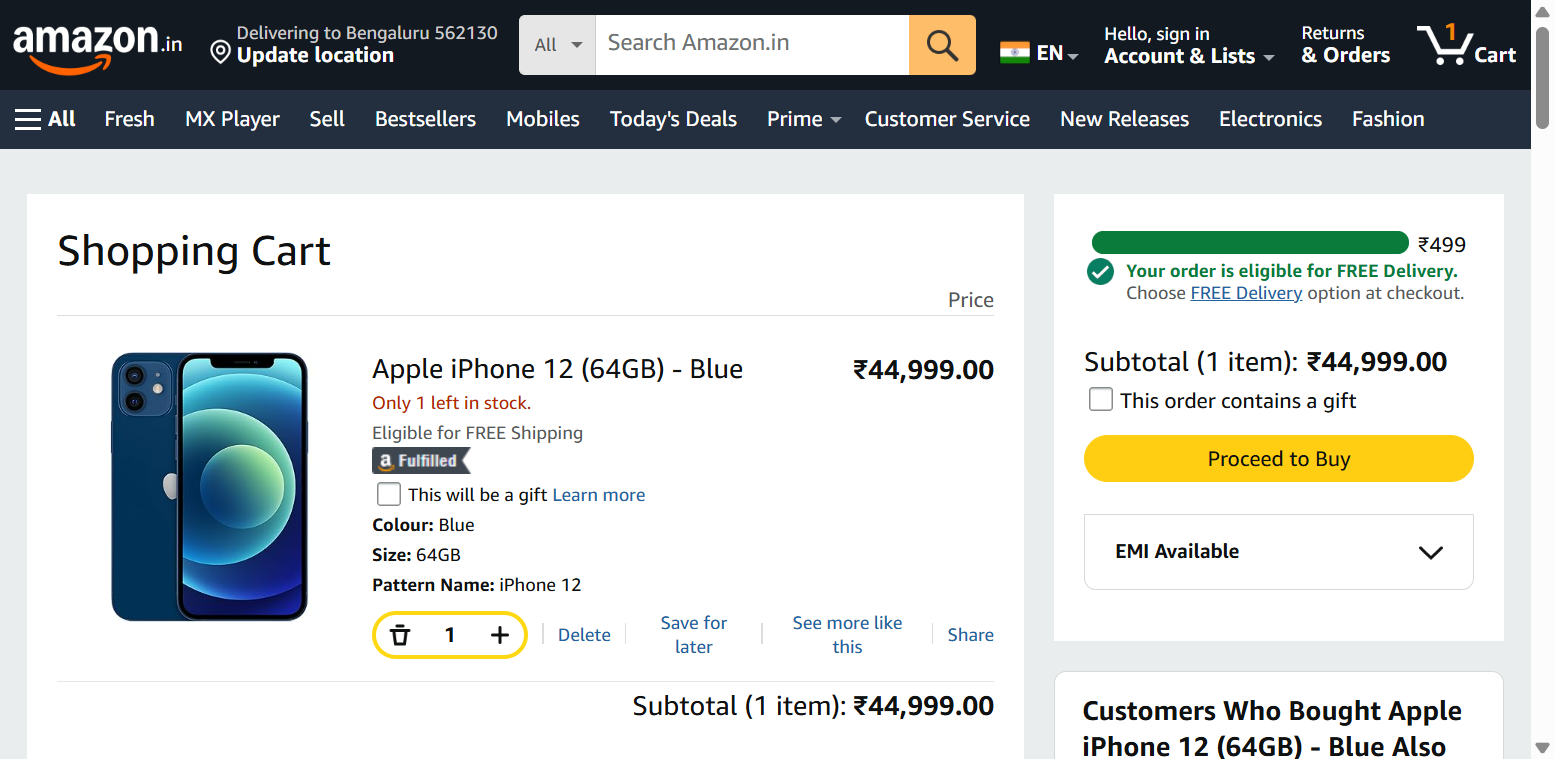 amazon.in
Delivering to Bengaluru 562130
Update location
All
Search Amazon.in
EN
Hello, sign in
Account & Lists
Returns
& Orders
1
Cart
All
Fresh
MX Player
Sell
Bestsellers
Mobiles
Today's Deals
Prime
Customer Service
New Releases
Electronics
Fashion
Shopping Cart
Price
Apple iPhone 12 (64GB) - Blue
₹44,999.00
Only 1 left in stock.
Eligible for FREE Shipping
a Fulfilled
This will be a gift Learn more
Colour: Blue
Size: 64GB
Pattern Name: iPhone 12
1
Delete
Save for
later
See more like
this
Share
Subtotal (1 item): ₹44,999.00
₹499
Your order is eligible for FREE Delivery.
Choose FREE Delivery option at checkout.
Subtotal (1 item): ₹44,999.00
This order contains a gift
Proceed to Buy
EMI Available
Customers Who Bought Apple
iPhone 12 (64GB) - Blue Also